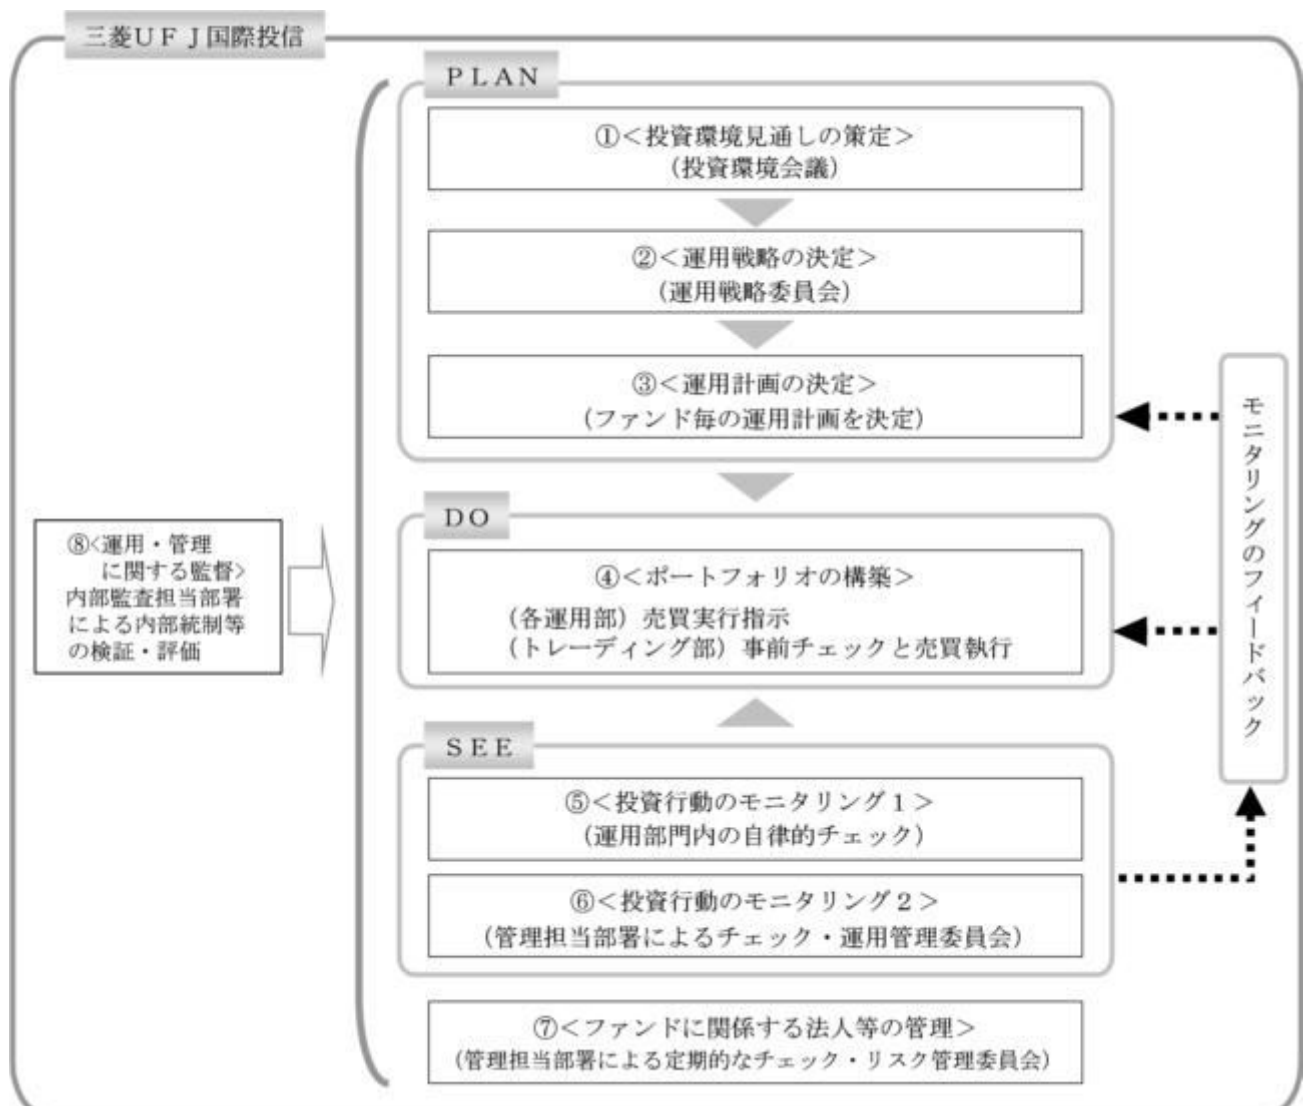 三菱ＵＦＪ国際投信
ＰＬＡＮ
①＜投資環境見通しの策定＞
（投資環境会議）
②＜運用戦略の決定＞
（運用戦略委員会）
③＜運用計画の決定＞
（ファンド毎の運用計画を決定）
ＤＯ
④＜ポートフォリオの構築＞
（各運用部）売買実行指示
（トレーディング部）事前チェックと売買執行
ＳＥＥ
⑤＜投資行動のモニタリング１＞
（運用部門内の自律的チェック）
⑥＜投資行動のモニタリング２＞
（管理担当部署によるチェック・運用管理委員会）
⑦＜ファンドに関係する法人等の管理＞
（管理担当部署による定期的なチェック・リスク管理委員会）
⑧<運用・管理
に関する監督>
内部監査担当部署
による内部統制等
の検証・評価
モニタリングのフィードバック